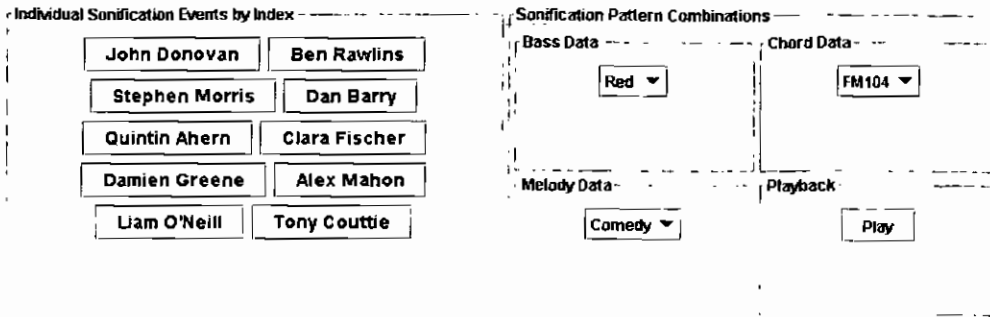 Individual Sonification Events by Index
John Donovan Ben Rawlins
Stephen Morris Dan Barry
Quintin Ahern Clara Fischer
Damien Greene Alex Mahon
Liam O'Neill Tony Couttie
Sonification Pattern Combinations
Bass Data Chord Data
Red FM104
Melody Data Playback
Comedy Play